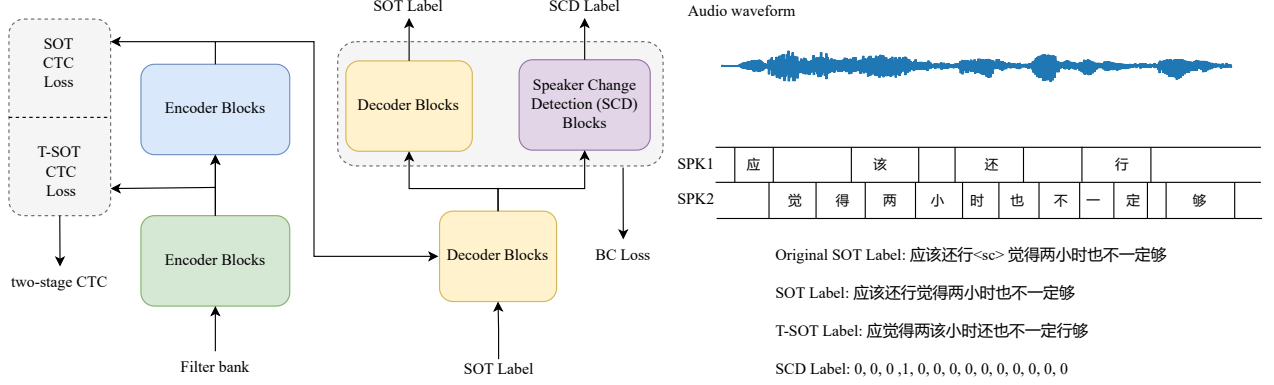 SOT Label
SCD Label
SOT
CTC
Loss
T-SOT
CTC
Loss
two-stage CTC
Encoder Blocks
Encoder Blocks
Filter bank
Decoder Blocks
Speaker Change
Detection (SCD)
Blocks
Decoder Blocks
BC Loss
SOT Label
Audio waveform
SPK1 应 该 还 行
SPK2 觉 得 两 小 时 也 不 一 定 够
Original SOT Label: 应该还行<sc> 觉得两小时也不一定够
SOT Label: 应该还行觉得两小时也不一定够
T-SOT Label: 应觉得两该小时还也不一定行够
SCD Label: 0, 0, 0 ,1, 0, 0, 0, 0, 0, 0, 0, 0, 0, 0